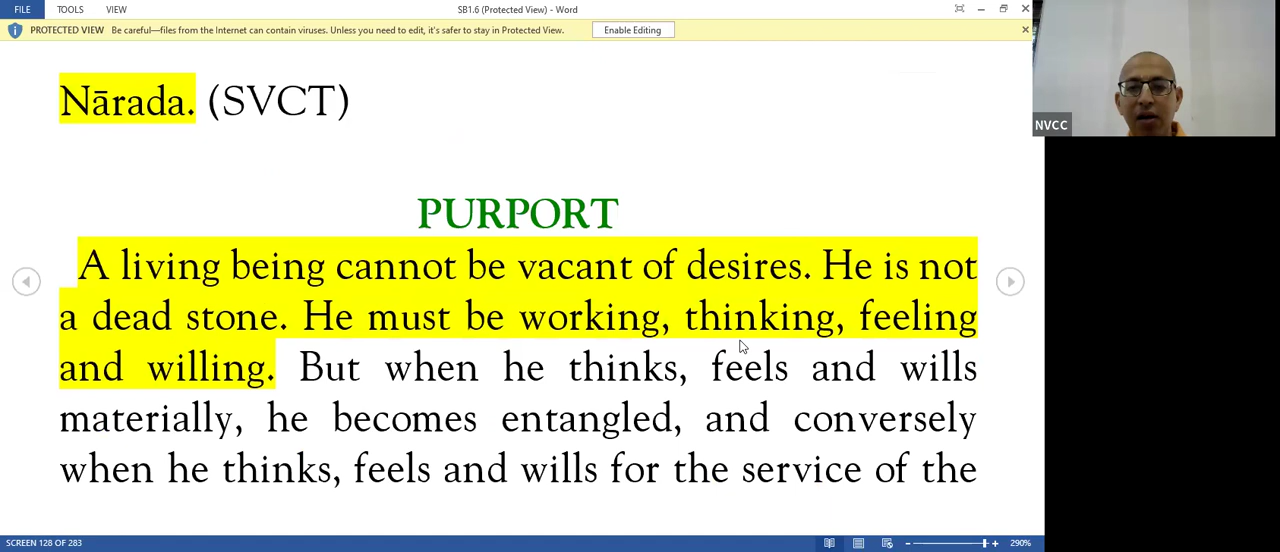 FILE TOOLS VIEW SB1.6 (Protected View) - Word
PROTECTED VIEW Be careful—files from the Internet can contain viruses. Unless you need to edit, it's safer to stay in Protected View. Enable Editing
NVCC
Nārada. (SVCT)
PURPORT
A living being cannot be vacant of desires. He is not
a dead stone. He must be working, thinking, feeling
and willing. But when he thinks, feels and wills
materially, he becomes entangled, and conversely
when he thinks, feels and wills for the service of the
SCREEN 128 OF 283 290%